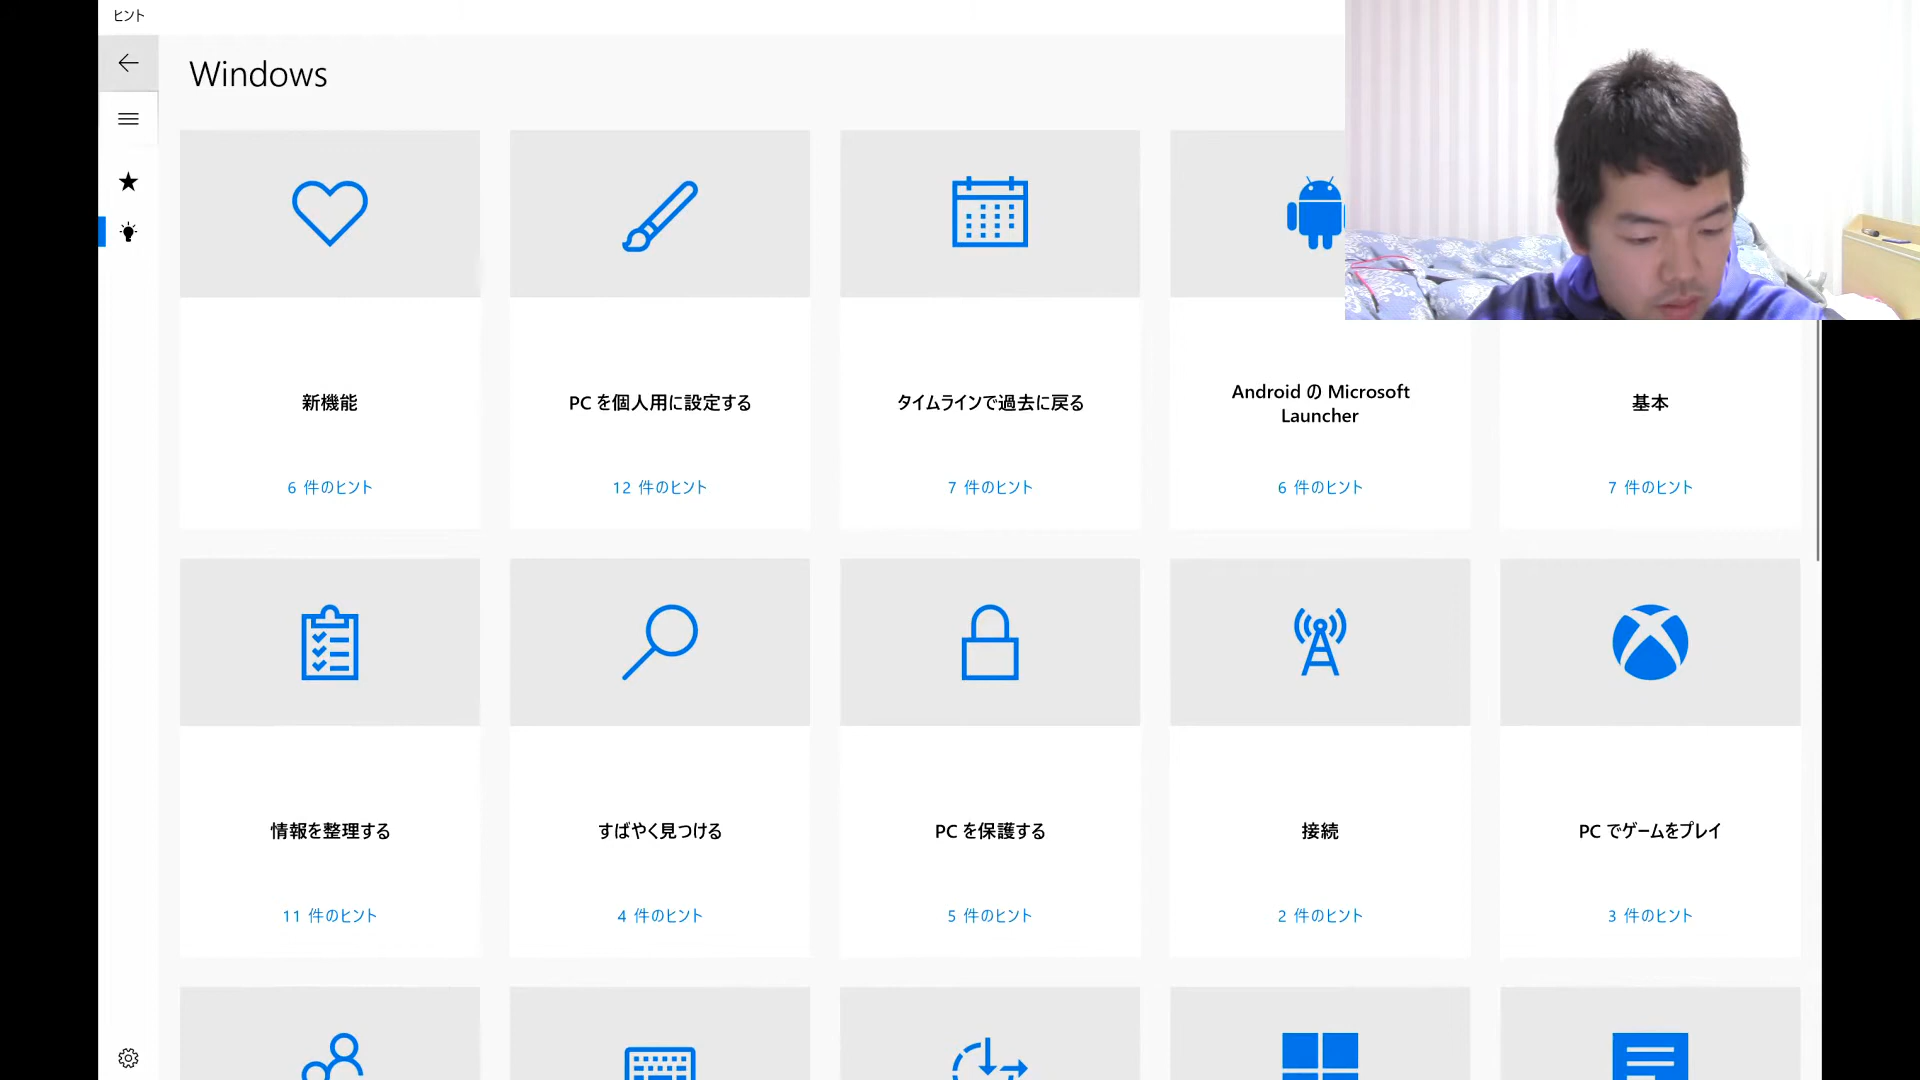 ヒント
Windows
新機能
6 件のヒント
PC を個人用に設定する
12 件のヒント
タイムラインで過去に戻る
7 件のヒント
Android の Microsoft
Launcher
6 件のヒント
基本
7 件のヒント
情報を整理する
11 件のヒント
すばやく見つける
4 件のヒント
PC を保護する
5 件のヒント
接続
2 件のヒント
PC でゲームをプレイ
3 件のヒント